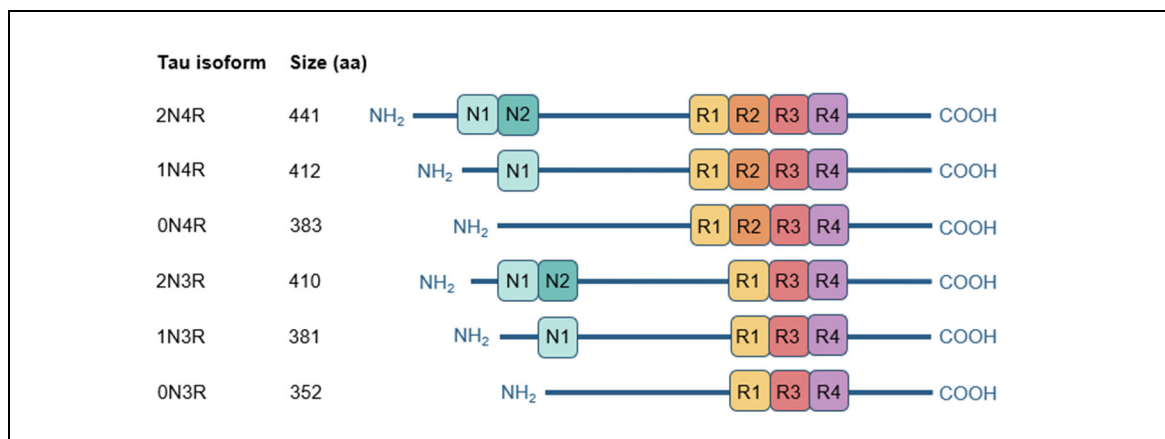 Tau isoform Size (aa)
2N4R 441 NH₂ N1 N2 R1 R2 R3 R4 COOH
1N4R 412 NH₂ N1 R1 R2 R3 R4 COOH
0N4R 383 NH₂ R1 R2 R3 R4 COOH
2N3R 410 NH₂ N1 N2 R1 R3 R4 COOH
1N3R 381 NH₂ N1 R1 R3 R4 COOH
0N3R 352 NH₂ R1 R3 R4 COOH